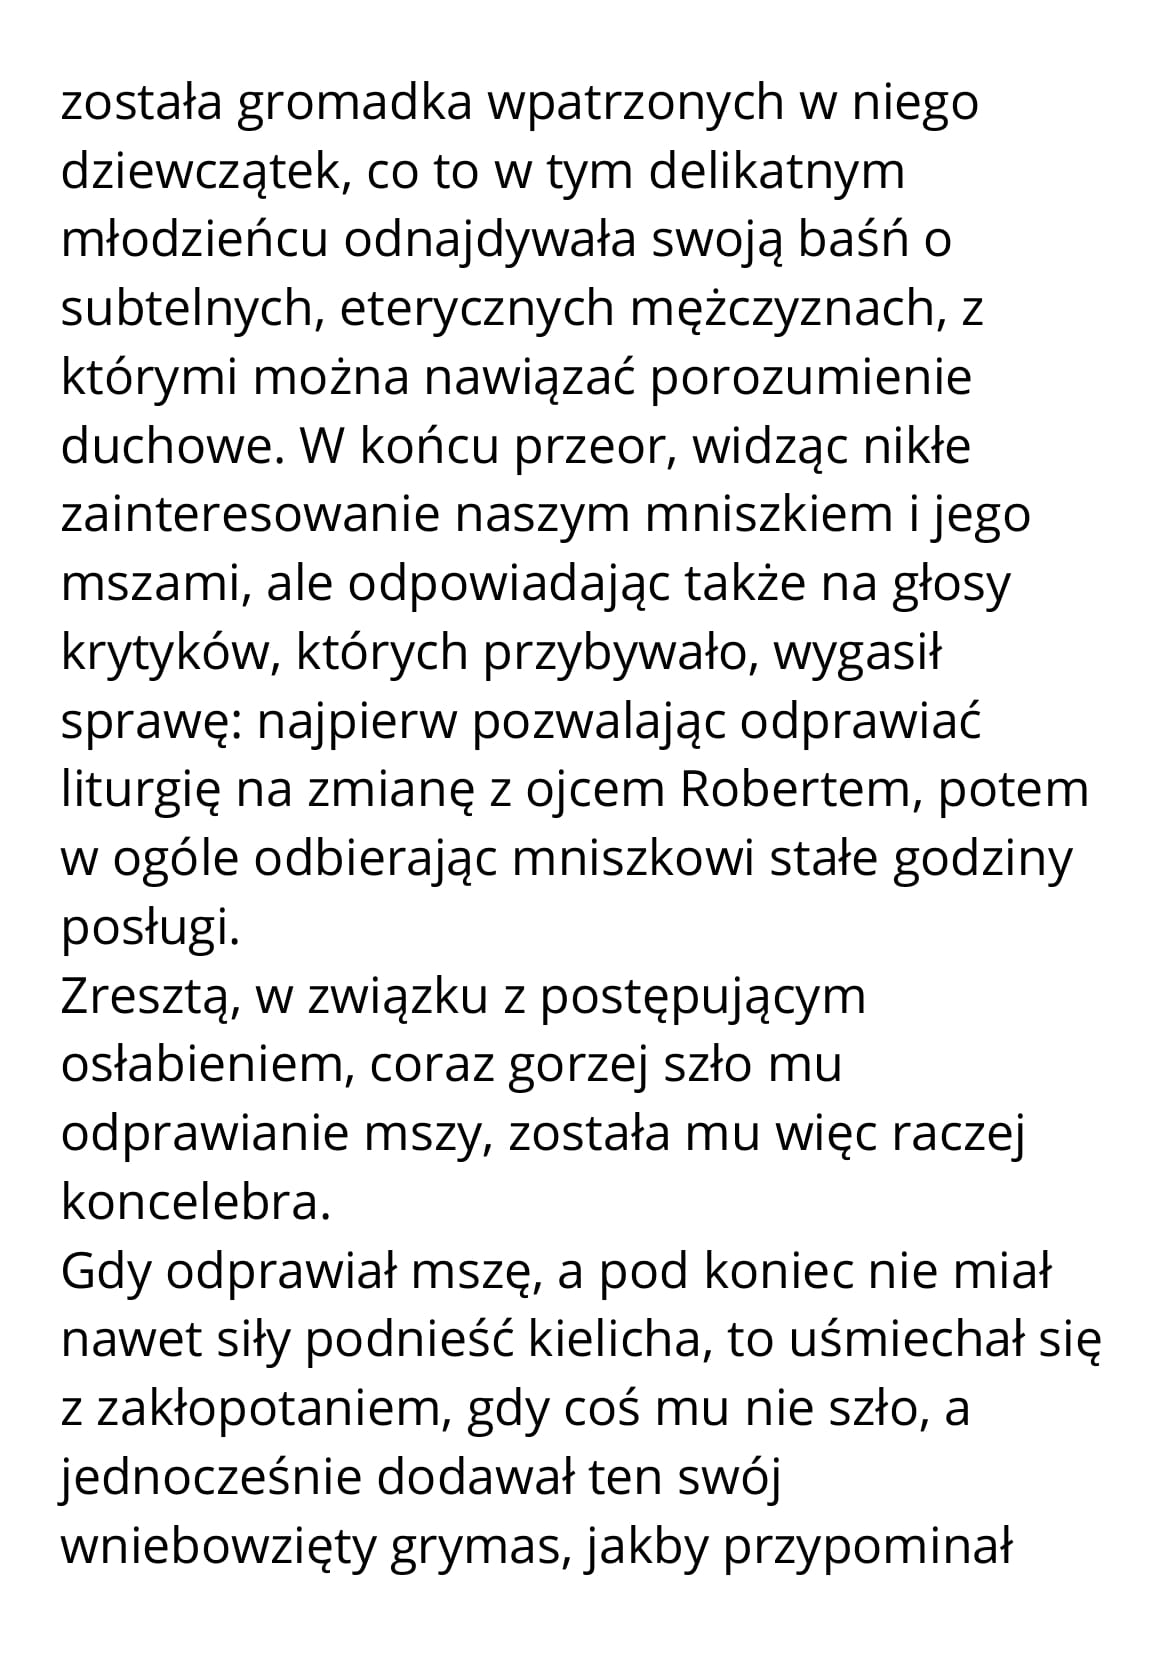 została gromadka wpatrzonych w niego
dziewczątek, co to w tym delikatnym
młodzieńcu odnajdywała swoją baśń o
subtelnych, eterycznych mężczyznach, z
którymi można nawiązać porozumienie
duchowe. W końcu przeor, widząc nikłe
zainteresowanie naszym mniszkiem i jego
mszami, ale odpowiadając także na głosy
krytyków, których przybywało, wygasił
sprawę: najpierw pozwalając odprawiać
liturgię na zmianę z ojcem Robertem, potem
w ogóle odbierając mniszkowi stałe godziny
posługi.
Zresztą, w związku z postępującym
osłabieniem, coraz gorzej szło mu
odprawianie mszy, została mu więc raczej
koncelebra.
Gdy odprawiał mszę, a pod koniec nie miał
nawet siły podnieść kielicha, to uśmiechał się
z zakłopotaniem, gdy coś mu nie szło, a
jednocześnie dodawał ten swój
wniebowzięty grymas, jakby przypominał